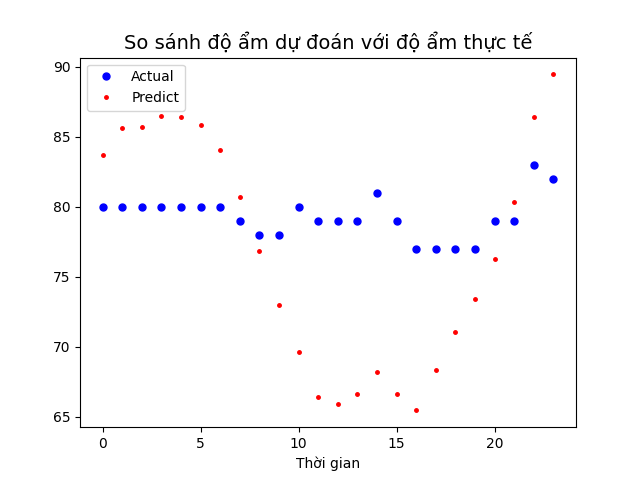 So sánh độ ẩm dự đoán với độ ẩm thực tế
Actual
Predict
90
85
80
75
70
65
0 5 10 15 20
Thời gian